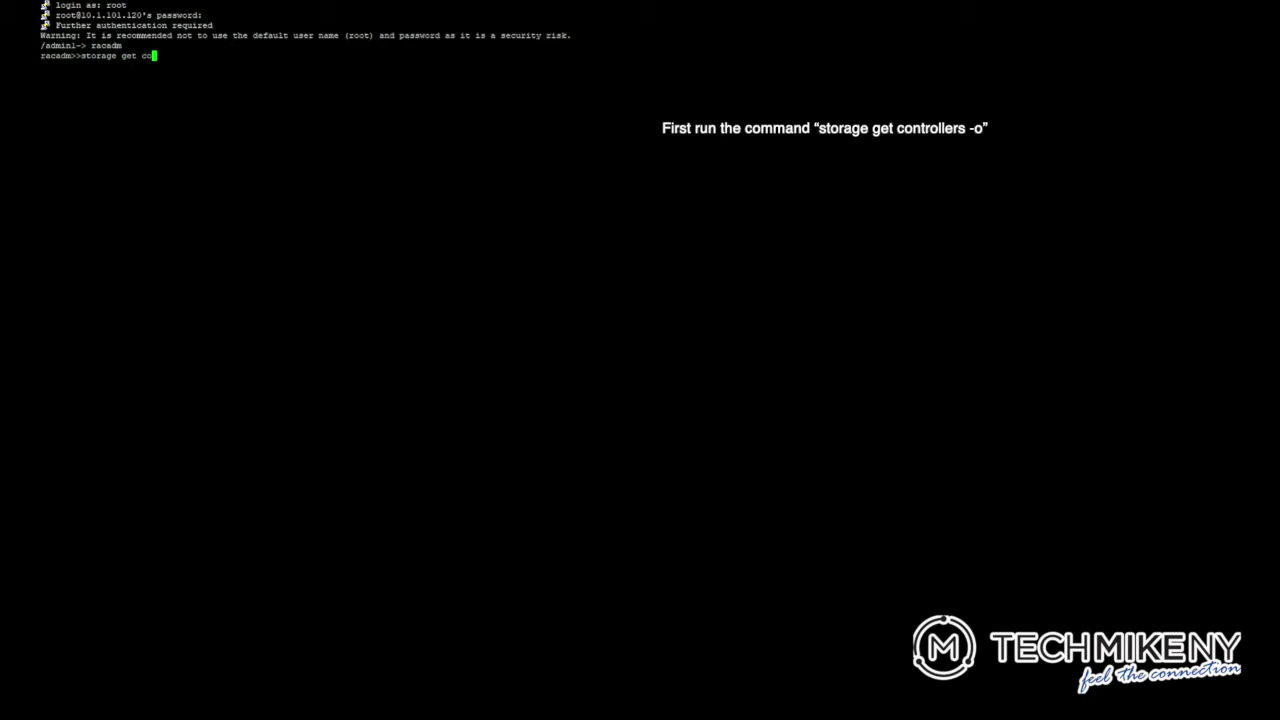 login as: root
root@10.1.101.120's password:
Further authentication required
Warning: It is recommended not to use the default user name (root) and password as it is a security risk.
/admin1-> racadm
racadm>>storage get co
First run the command “storage get controllers -o”
M TECHMIKENY
feel the connection